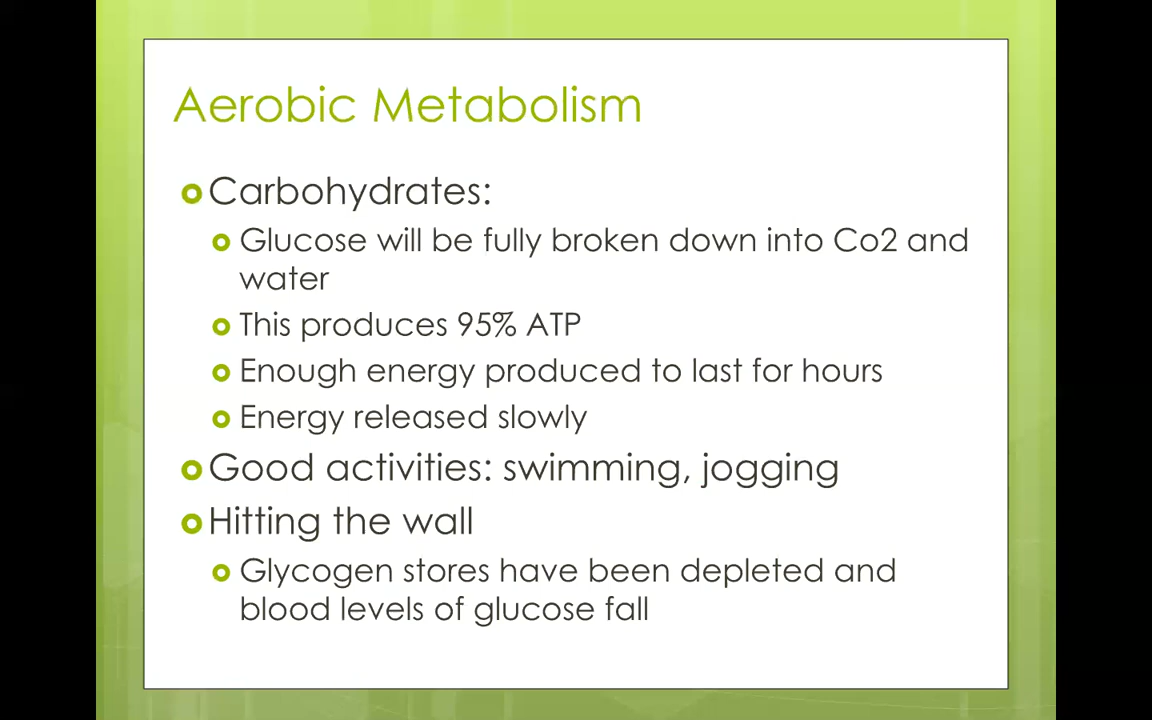 Aerobic Metabolism
Carbohydrates:
Glucose will be fully broken down into Co2 and
water
This produces 95% ATP
Enough energy produced to last for hours
Energy released slowly
Good activities: swimming, jogging
Hitting the wall
Glycogen stores have been depleted and
blood levels of glucose fall